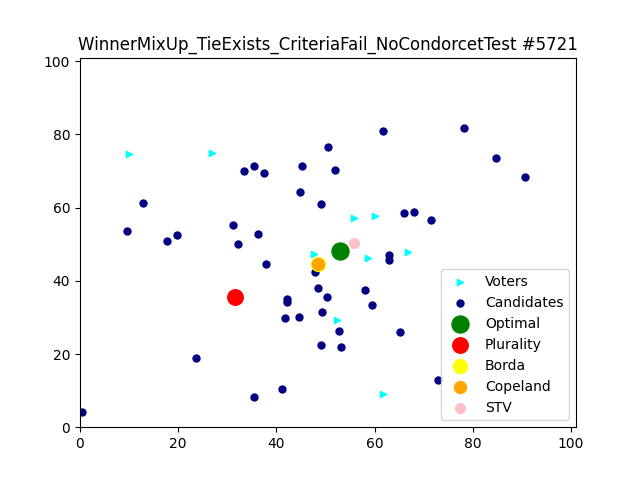 WinnerMixUp_TieExists_CriteriaFail_NoCondorcetTest #5721
100
80
60
40
20
0
0
20
40
60
80
100
Voters
Candidates
Optimal
Plurality
Borda
Copeland
STV